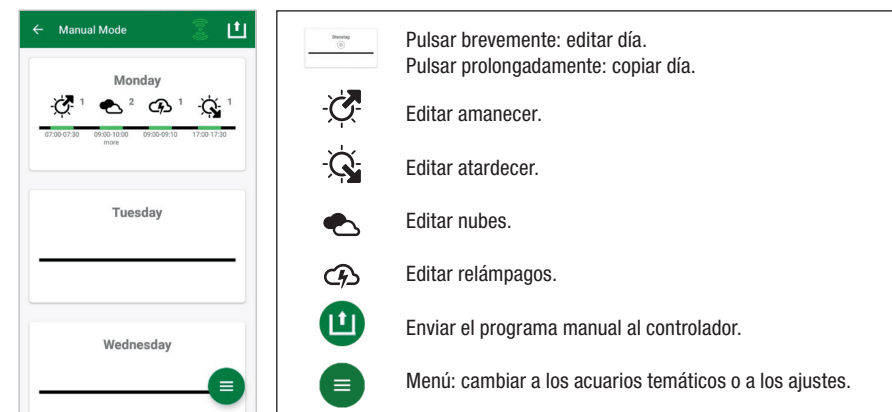 Manual Mode
Monday
1 2 1 1
07:00-07:30 09:00-10:00 09:00-09:10 17:00-17:30
more
Tuesday
Wednesday
Dienstag
Pulsar brevemente: editar día.
Pulsar prolongadamente: copiar día.
Editar amanecer.
Editar atardecer.
Editar nubes.
Editar relámpagos.
Enviar el programa manual al controlador.
Menú: cambiar a los acuarios temáticos o a los ajustes.